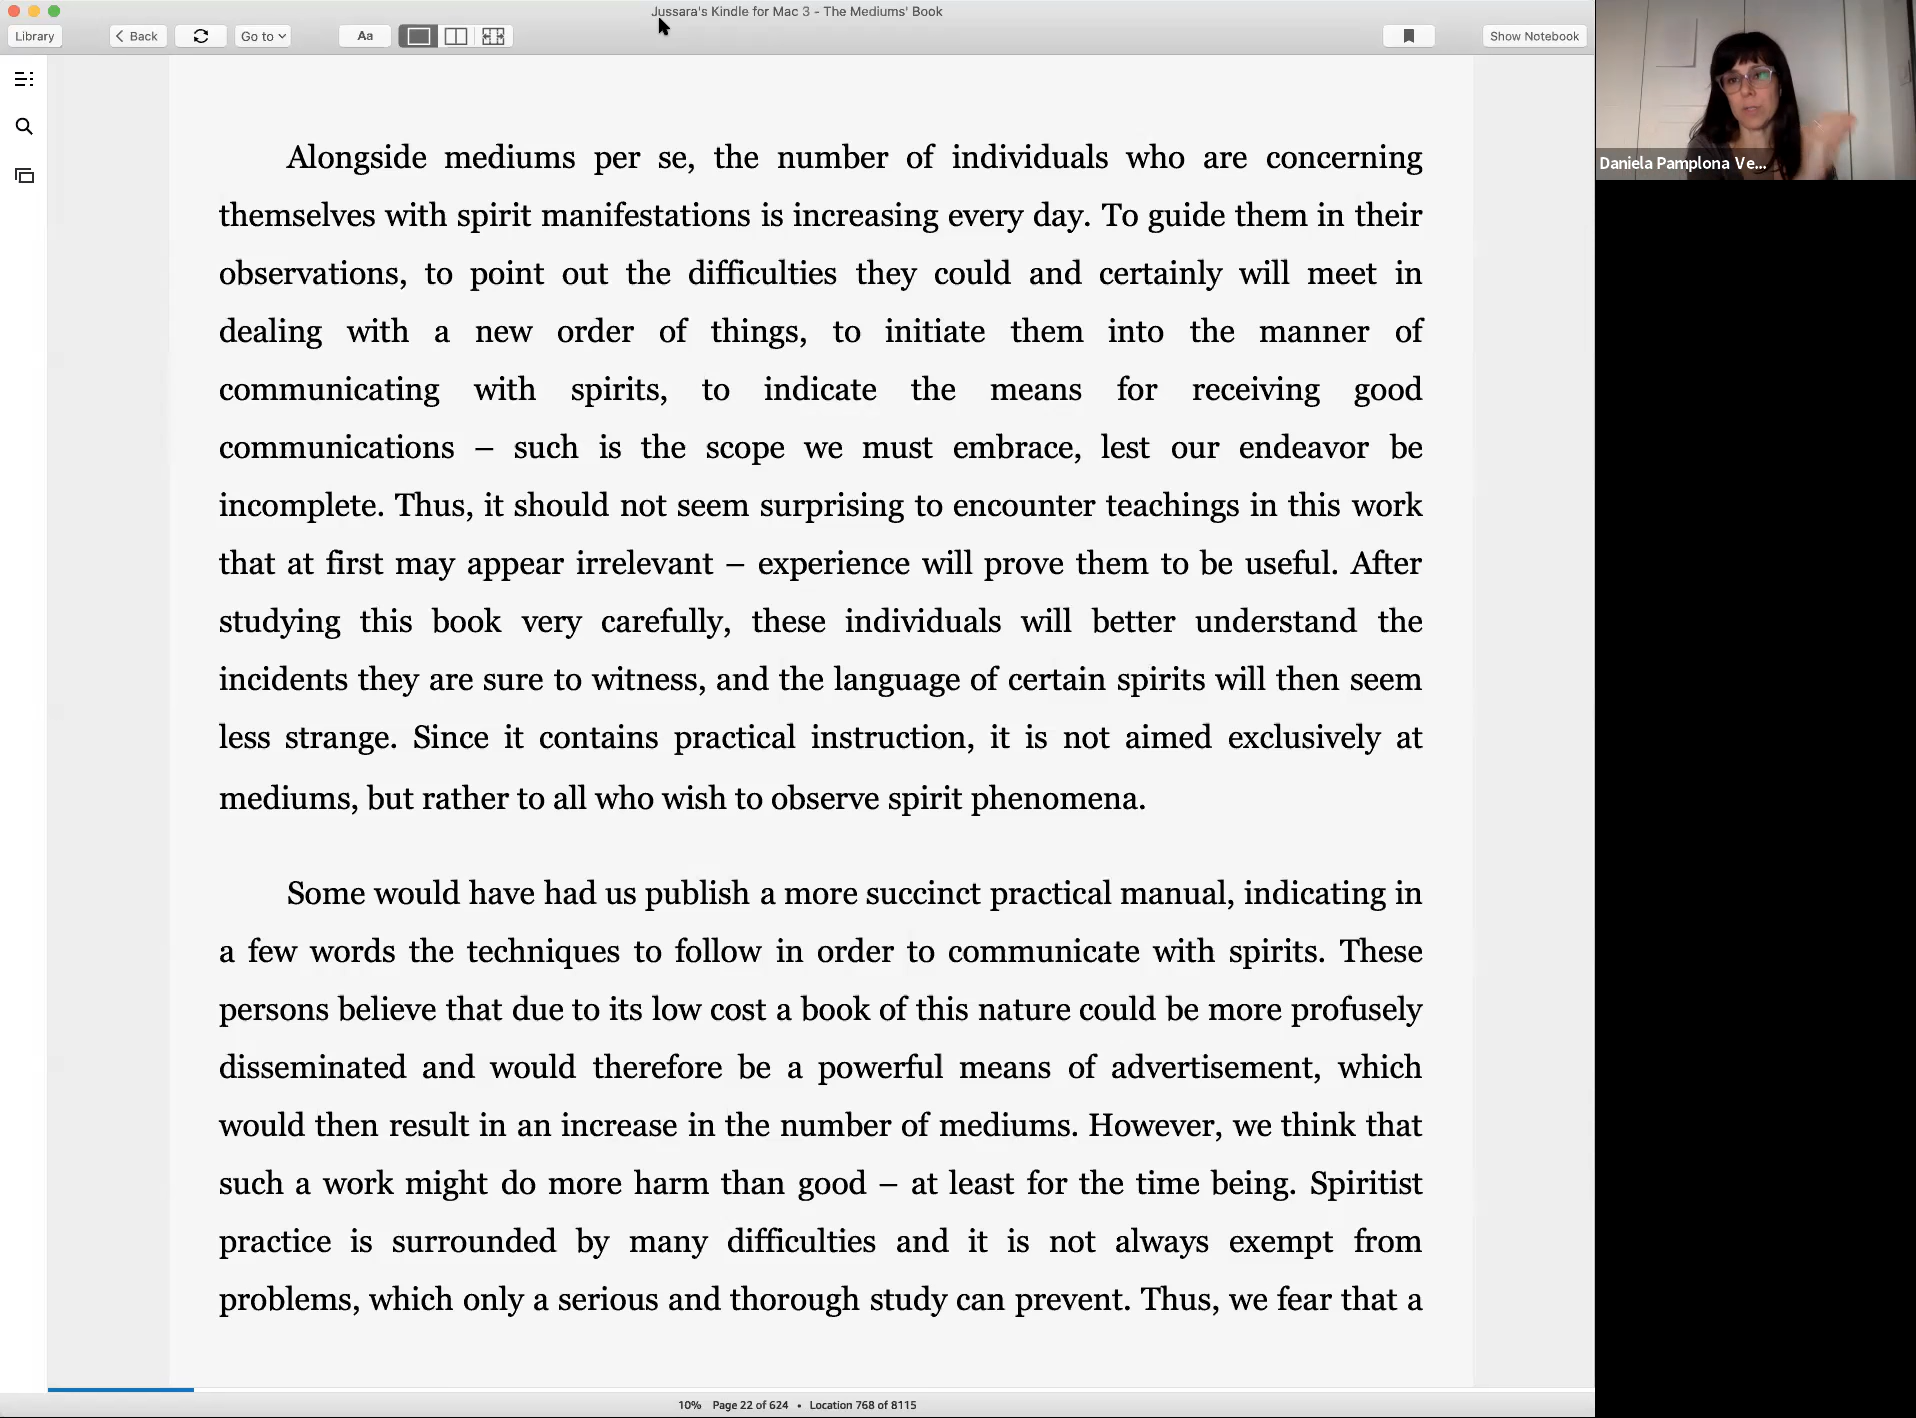 Jussara's Kindle for Mac 3 - The Mediums' Book
Library
Back
Go to
Aa
Show Notebook
Alongside mediums per se, the number of individuals who are concerning
themselves with spirit manifestations is increasing every day. To guide them in their
observations, to point out the difficulties they could and certainly will meet in
dealing with a new order of things, to initiate them into the manner of
communicating with spirits, to indicate the means for receiving good
communications – such is the scope we must embrace, lest our endeavor be
incomplete. Thus, it should not seem surprising to encounter teachings in this work
that at first may appear irrelevant – experience will prove them to be useful. After
studying this book very carefully, these individuals will better understand the
incidents they are sure to witness, and the language of certain spirits will then seem
less strange. Since it contains practical instruction, it is not aimed exclusively at
mediums, but rather to all who wish to observe spirit phenomena.
Some would have had us publish a more succinct practical manual, indicating in
a few words the techniques to follow in order to communicate with spirits. These
persons believe that due to its low cost a book of this nature could be more profusely
disseminated and would therefore be a powerful means of advertisement, which
would then result in an increase in the number of mediums. However, we think that
such a work might do more harm than good – at least for the time being. Spiritist
practice is surrounded by many difficulties and it is not always exempt from
problems, which only a serious and thorough study can prevent. Thus, we fear that a
10% Page 22 of 624 • Location 768 of 8115
Daniela Pamplona Ve...